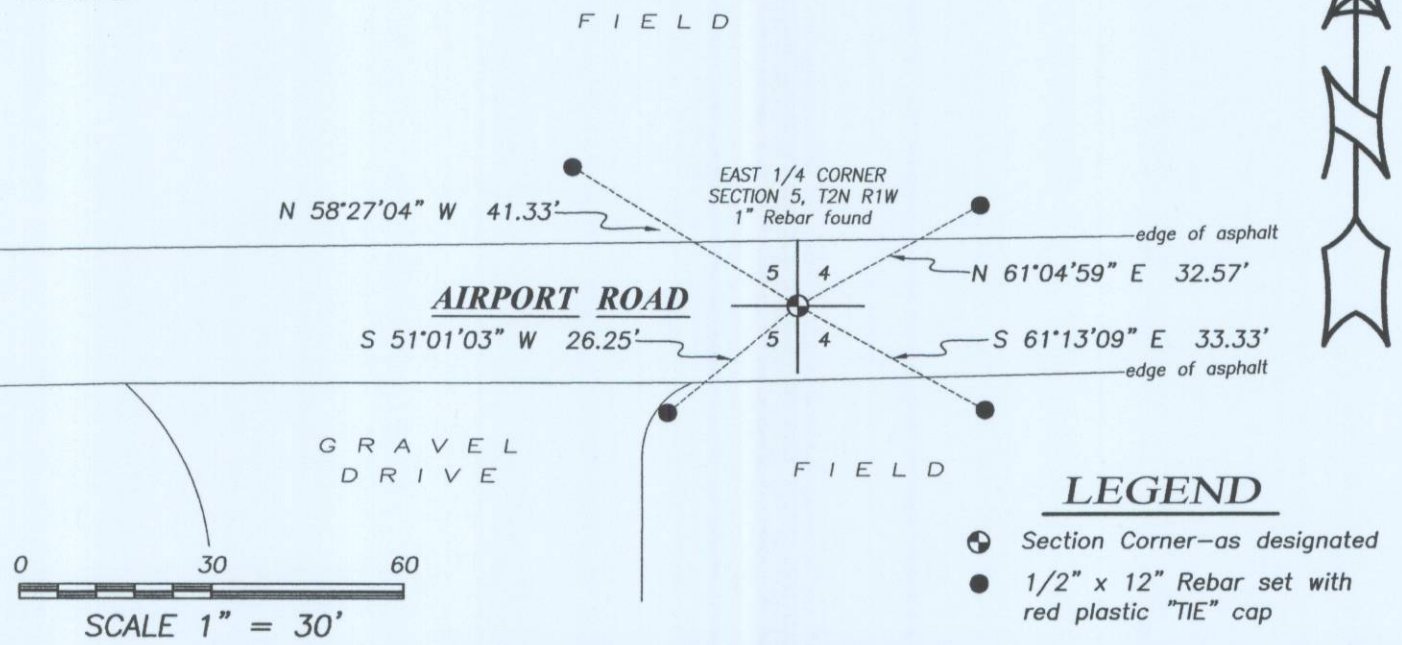 FIELD
EAST 1/4 CORNER
SECTION 5, T2N R1W
1" Rebar found
N 58°27'04" W 41.33'
edge of asphalt
5 4
N 61°04'59" E 32.57'
AIRPORT ROAD
S 51°01'03" W 26.25'
5 4
S 61°13'09" E 33.33'
edge of asphalt
GRAVEL
DRIVE
FIELD
LEGEND
Section Corner-as designated
1/2" x 12" Rebar set with
red plastic "TIE" cap
0 30 60
SCALE 1" = 30'
N